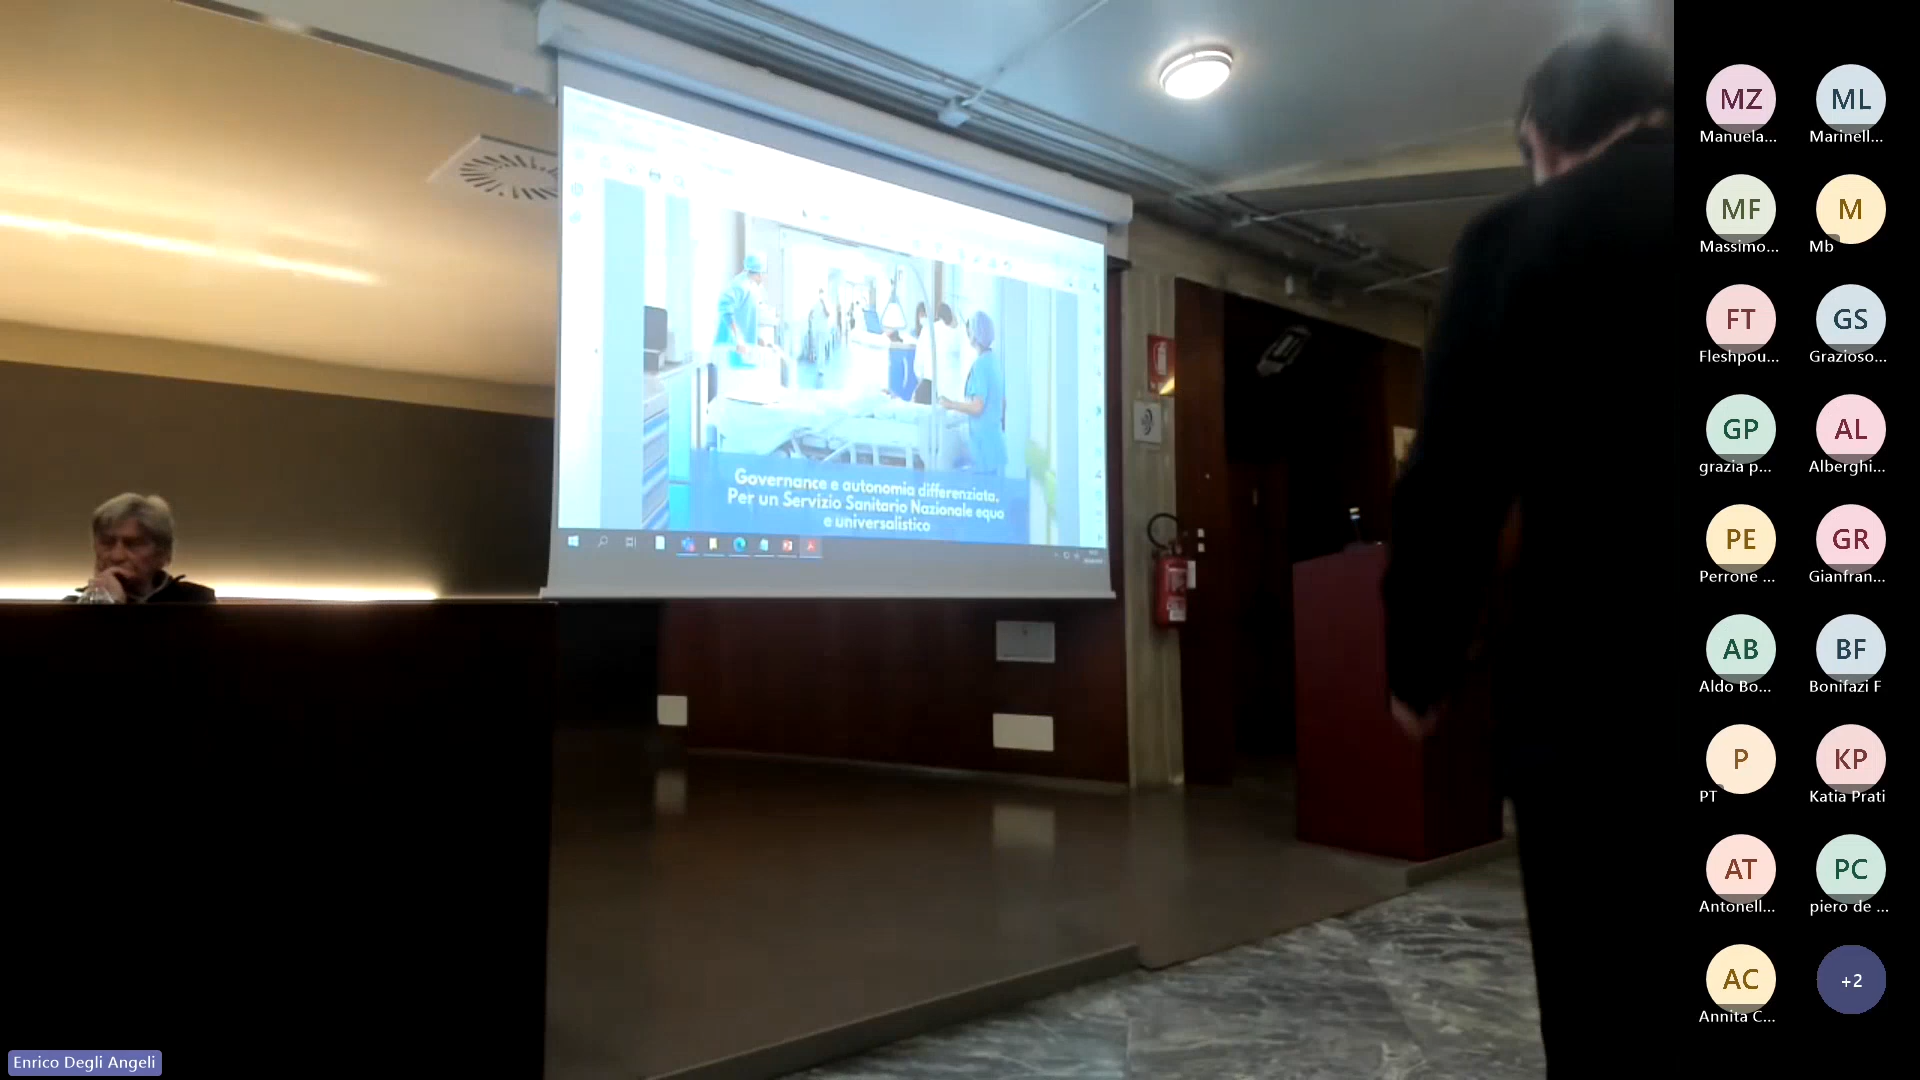 Governance e autonomia differenziata.
Per un Servizio Sanitario Nazionale equo
e universalistico
Enrico Degli Angeli
MZ
Manuela...
ML
Marinell...
MF
Massimo...
M
Mb
FT
Fleshpou...
GS
Grazioso...
GP
grazia p...
AL
Alberghi...
PE
Perrone ...
GR
Gianfran...
AB
Aldo Bo...
BF
Bonifazi F
P
PT
KP
Katia Prati
AT
Antonell...
PC
piero de ...
AC
Annita C...
+2